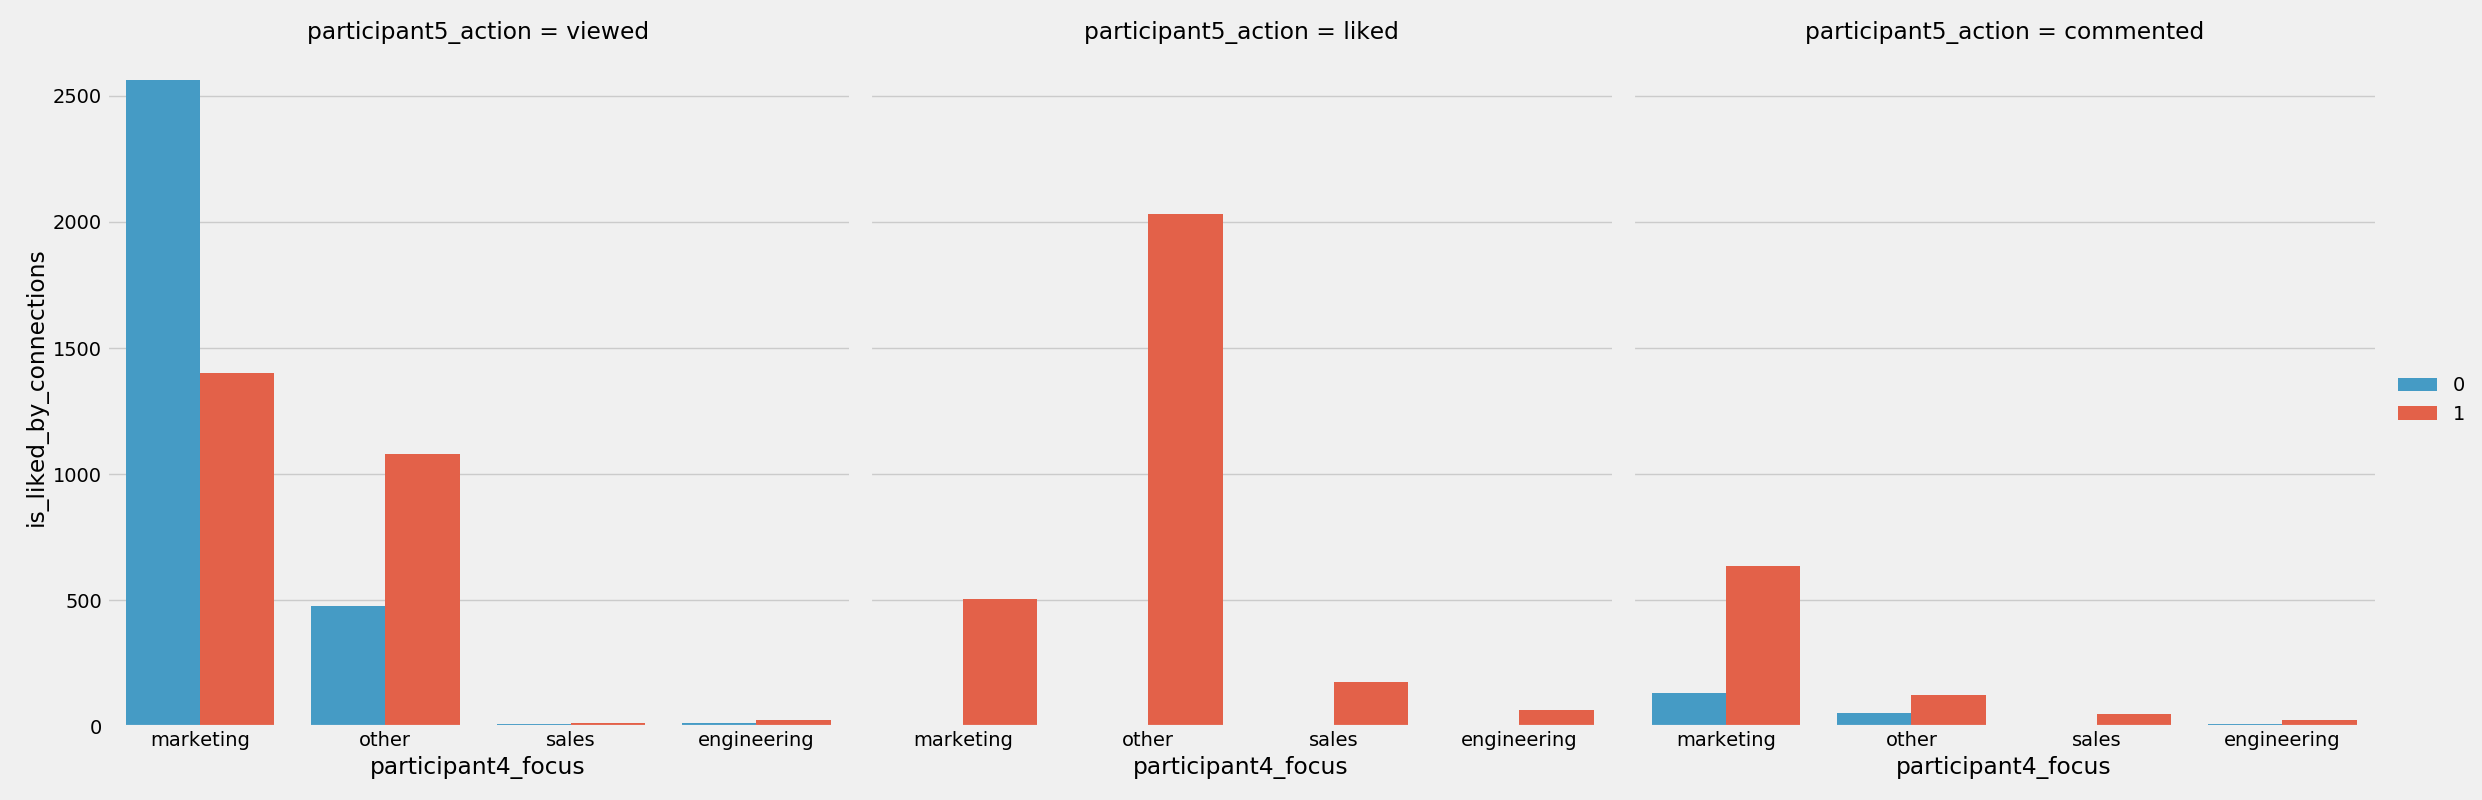 participant5_action = viewed
participant5_action = liked
participant5_action = commented
is_liked_by_connections
2500
2000
1500
1000
500
0
marketing other sales engineering
marketing other sales engineering
marketing other sales engineering
participant4_focus
participant4_focus
participant4_focus
0
1